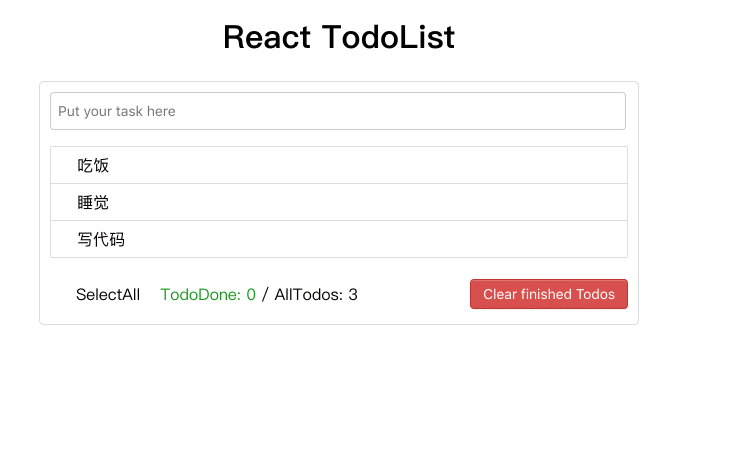 React TodoList
Put your task here
吃饭
睡觉
写代码
SelectAll TodoDone: 0 / AllTodos: 3 Clear finished Todos